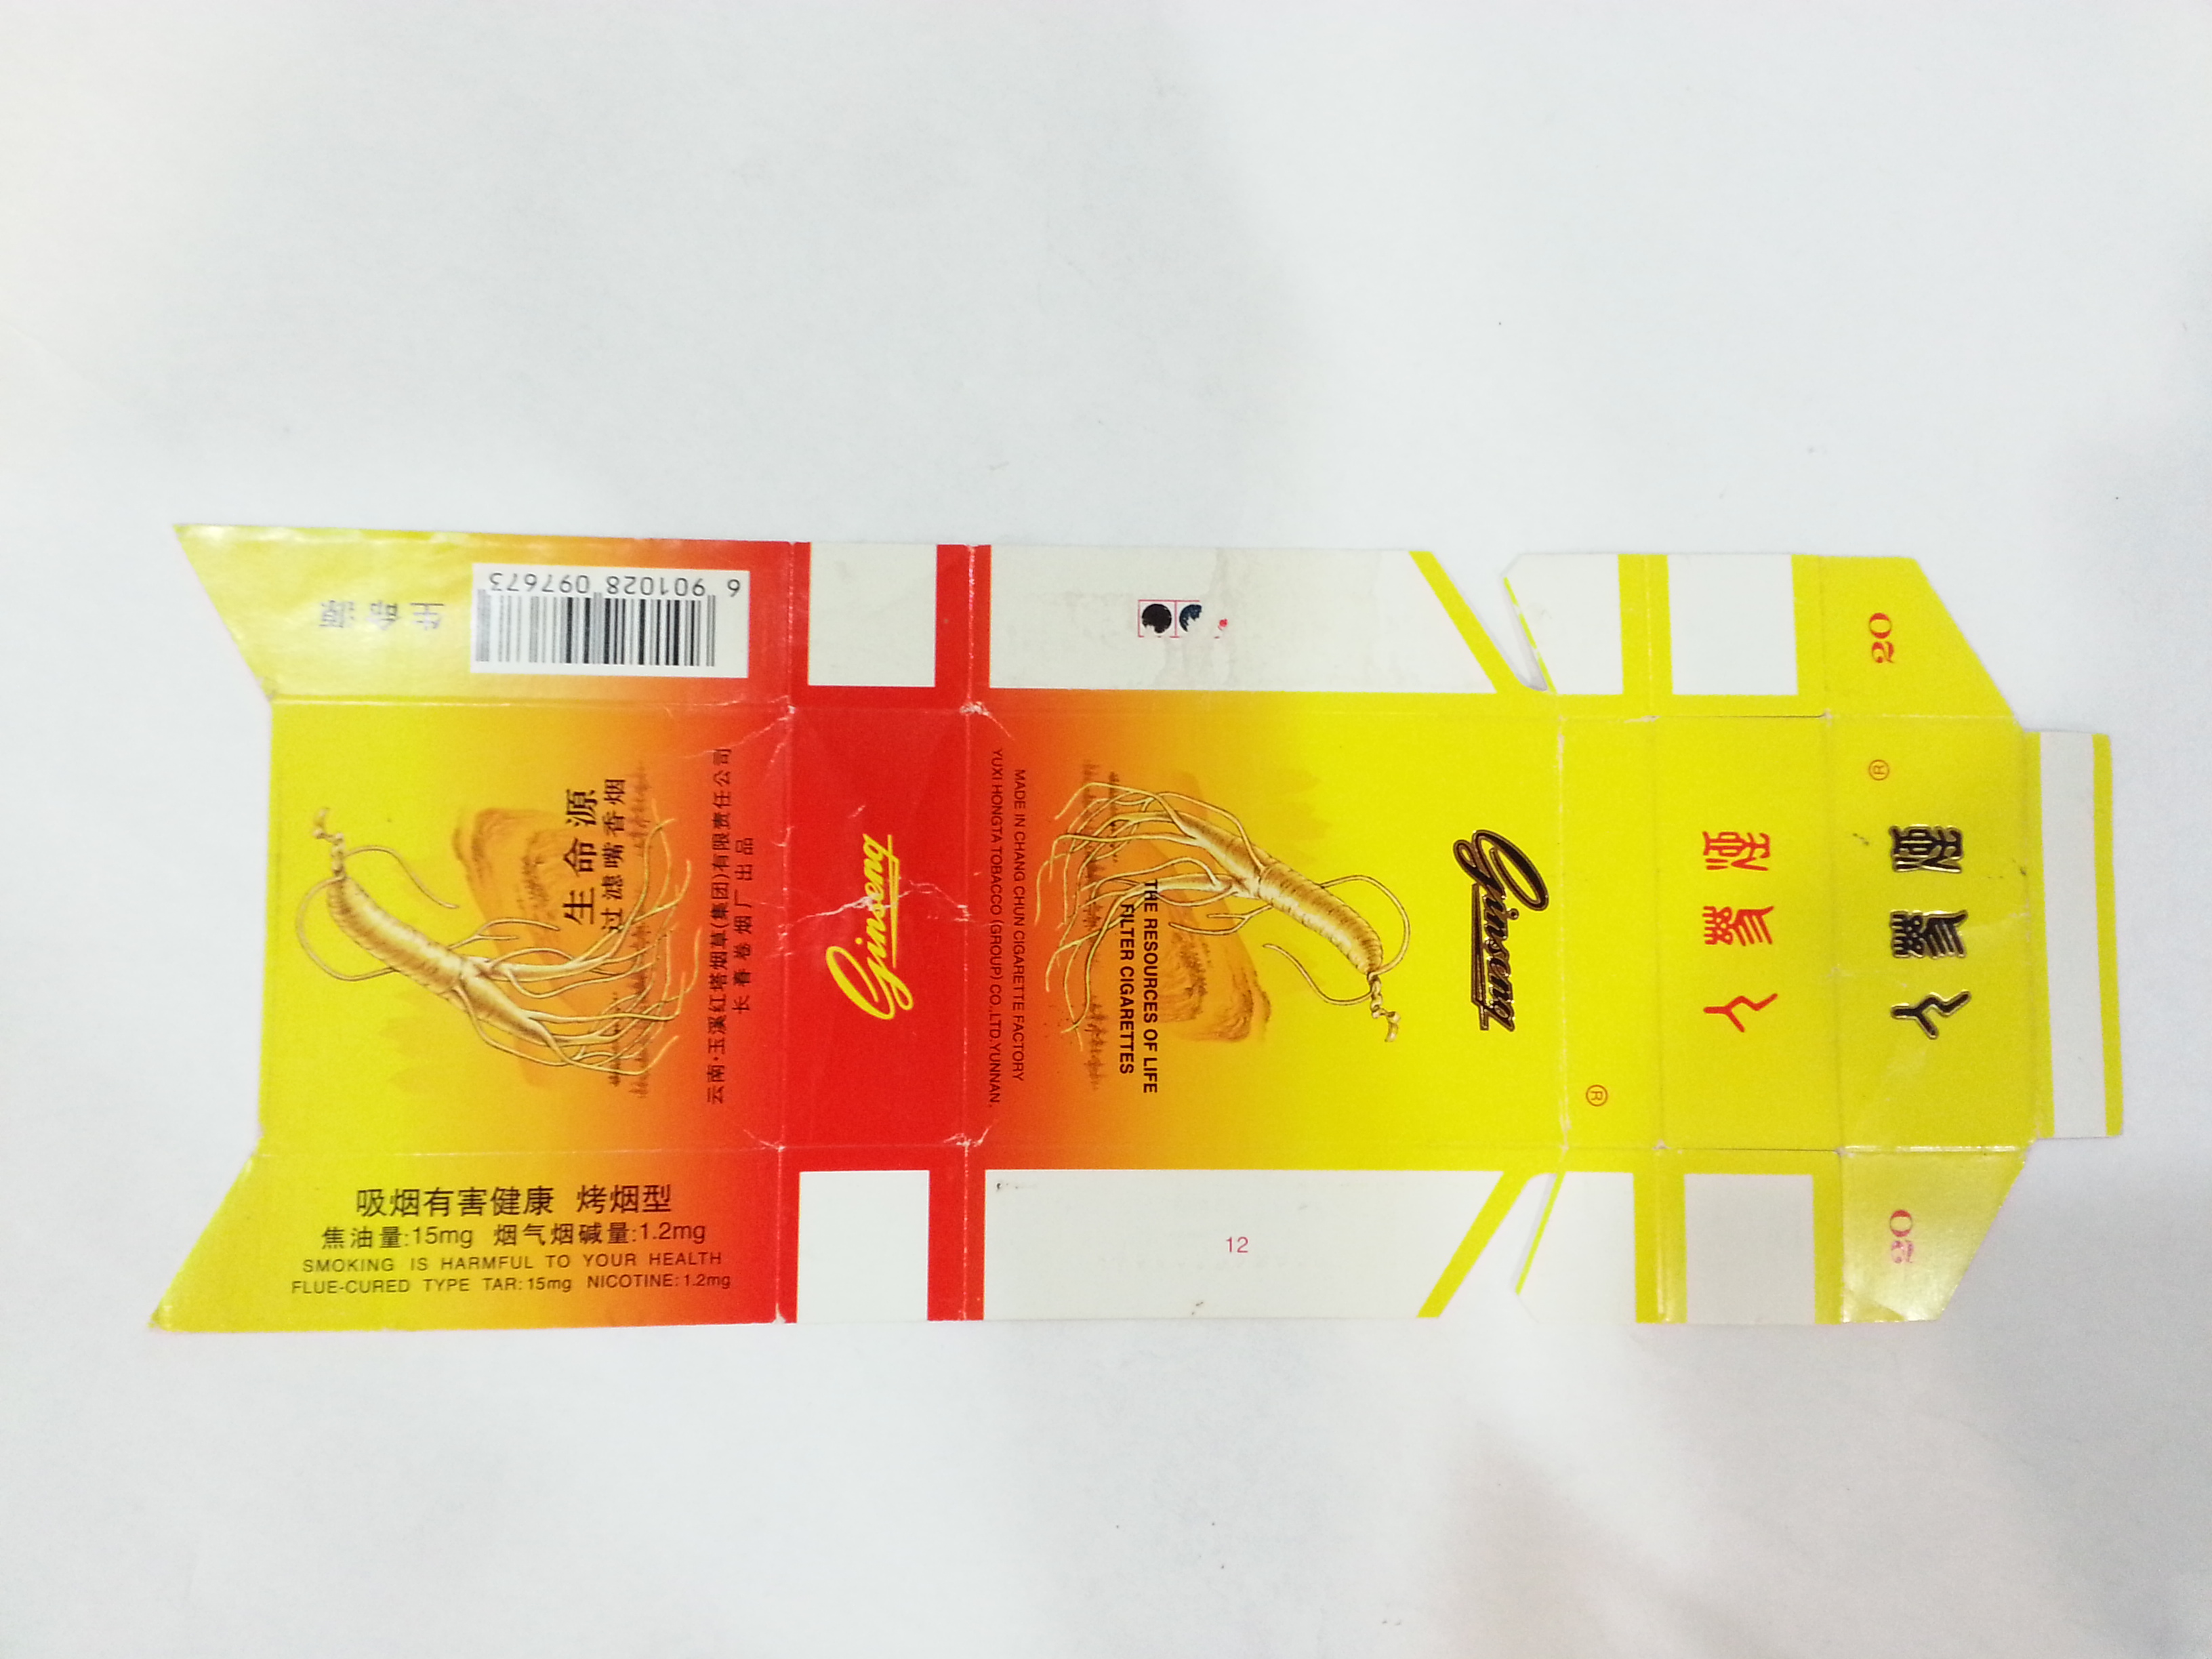 生命源
6 901028 097673
生命源
过滤嘴香烟
云南·玉溪红塔烟草(集团)有限责任公司
长春卷烟厂出品
吸烟有害健康 烤烟型
焦油量:15mg 烟气烟碱量:1.2mg
SMOKING IS HARMFUL TO YOUR HEALTH
FLUE-CURED TYPE TAR:15mg NICOTINE:1.2mg
Ginseng
Ginseng
THE RESOURCES OF LIFE
FILTER CIGARETTES
MADE IN CHANG CHUN CIGARETTE FACTORY
YUXI HONGTA TOBACCO (GROUP) CO.,LTD.YUNNAN.
12
®
人參煙
人參煙
®
20
20